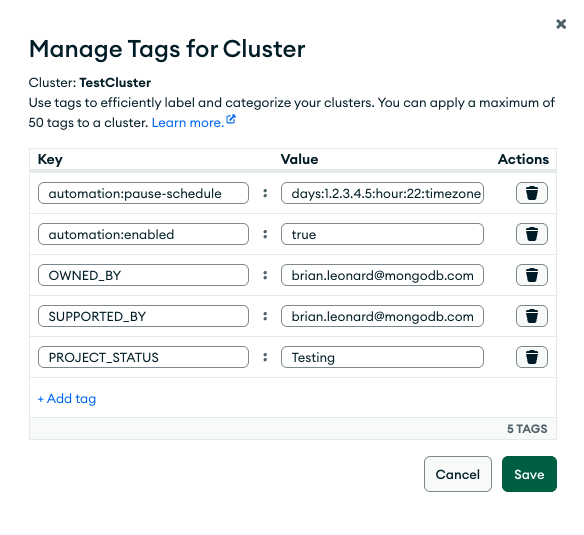 Manage Tags for Cluster
Cluster: TestCluster
Use tags to efficiently label and categorize your clusters. You can apply a maximum of
50 tags to a cluster. Learn more.
Key Value Actions
automation:pause-schedule : days:1.2.3.4.5:hour:22:timezone
automation:enabled : true
OWNED_BY : brian.leonard@mongodb.com
SUPPORTED_BY : brian.leonard@mongodb.com
PROJECT_STATUS : Testing
+ Add tag
5 TAGS
Cancel Save